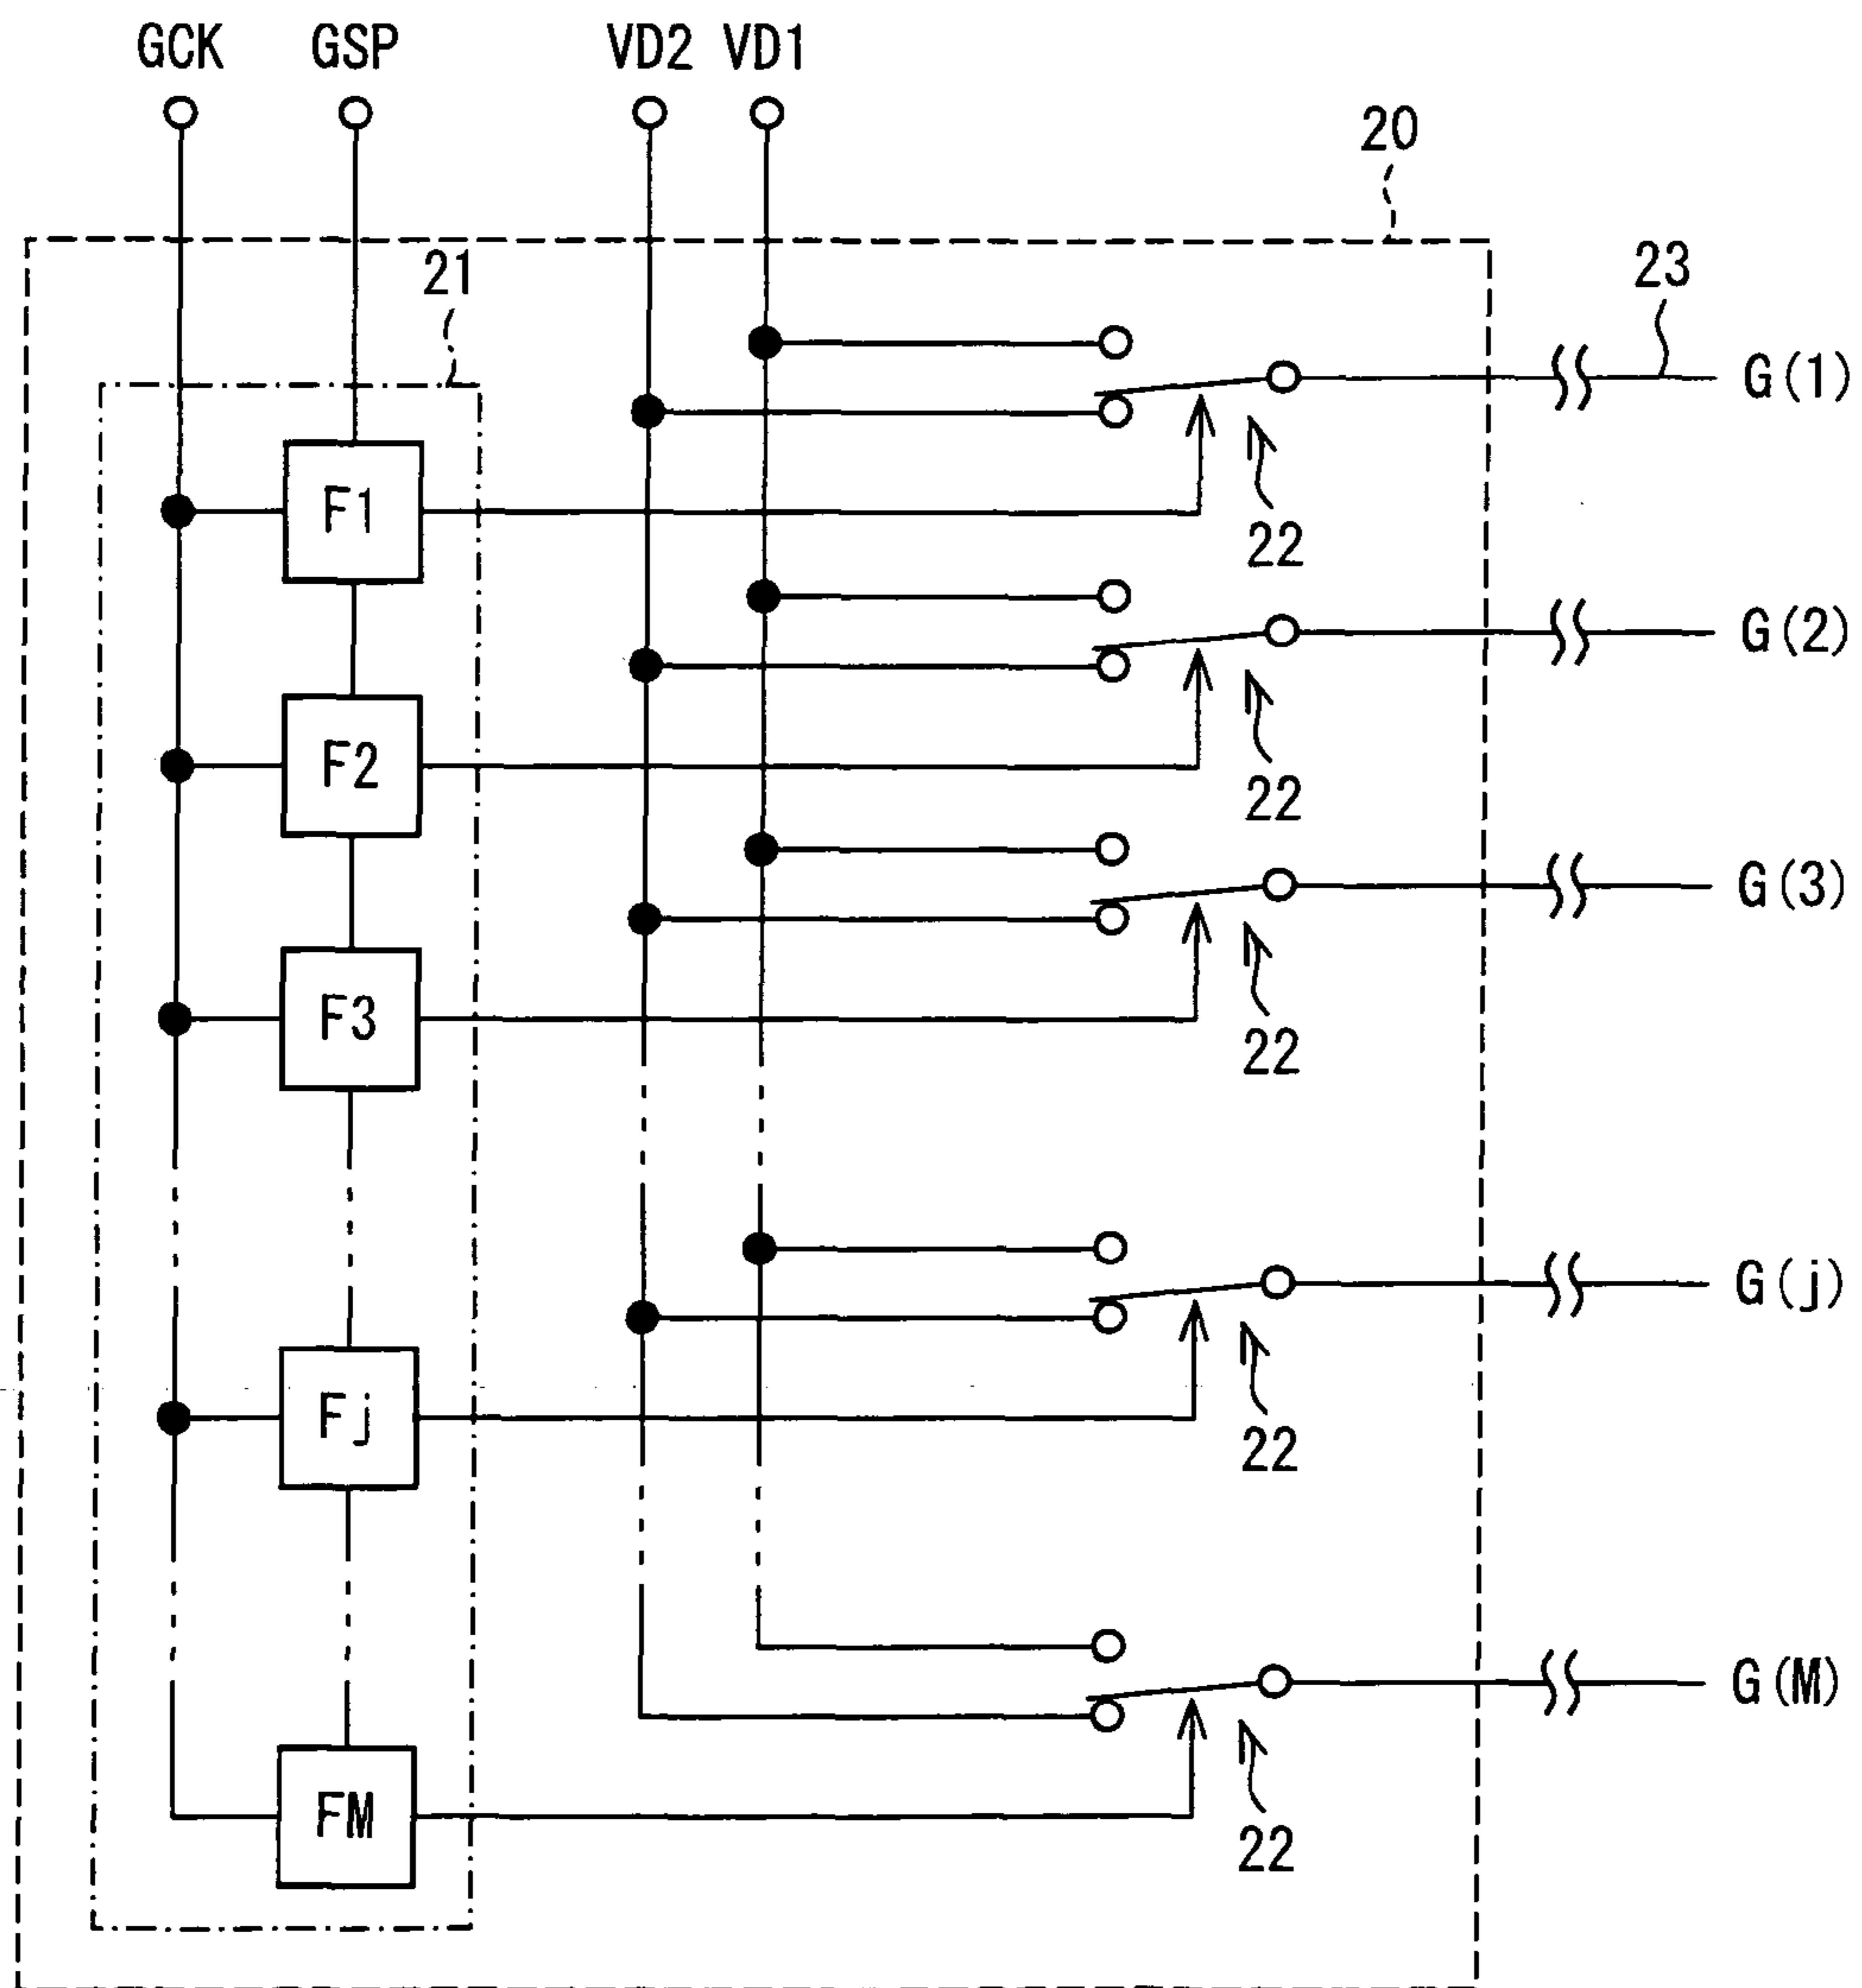 GCK GSP VD2 VD1
20
21
23
G(1)
F1
22
G(2)
F2
22
G(3)
F3
22
G(j)
Fj
22
G(M)
FM
22